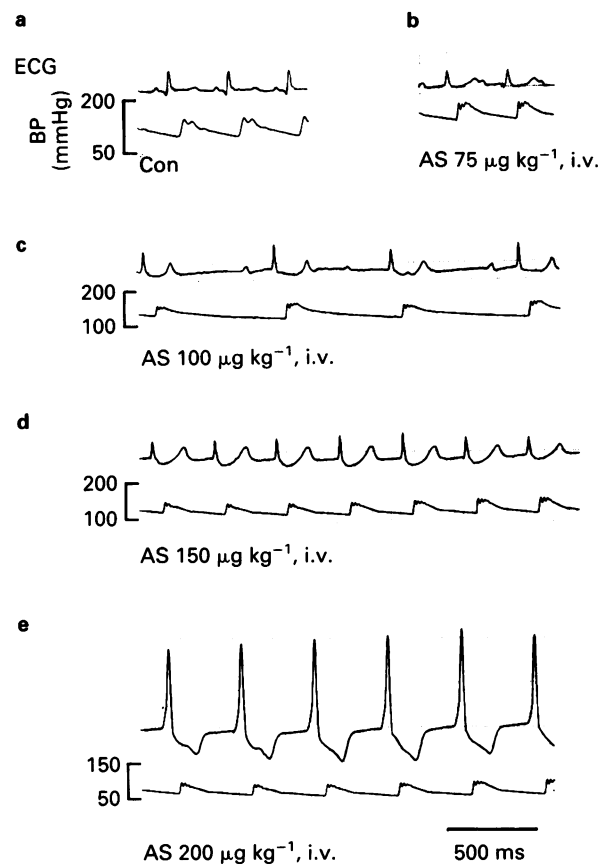 a
b
ECG
200
BP
(mmHg)
50
Con
AS 75 μg kg⁻¹, i.v.
c
200
100
AS 100 μg kg⁻¹, i.v.
d
200
100
AS 150 μg kg⁻¹, i.v.
e
150
50
AS 200 μg kg⁻¹, i.v.
500 ms